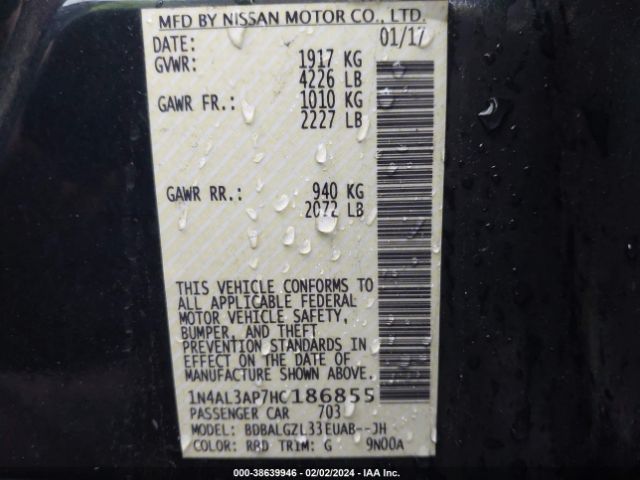 MFD BY NISSAN MOTOR CO., LTD.
DATE: 01/17
GVWR: 1917 KG
4226 LB
GAWR FR.: 1010 KG
2227 LB
GAWR RR.: 940 KG
2072 LB
THIS VEHICLE CONFORMS TO
ALL APPLICABLE FEDERAL
MOTOR VEHICLE SAFETY,
BUMPER, AND THEFT
PREVENTION STANDARDS IN
EFFECT ON THE DATE OF
MANUFACTURE SHOWN ABOVE.
1N4AL3AP7HC186855
PASSENGER CAR 703
MODEL: BDBALGZL33EUAB--JH
COLOR: RBD TRIM: G 9N00A
000-38639946 - 02/02/2024 - IAA Inc.